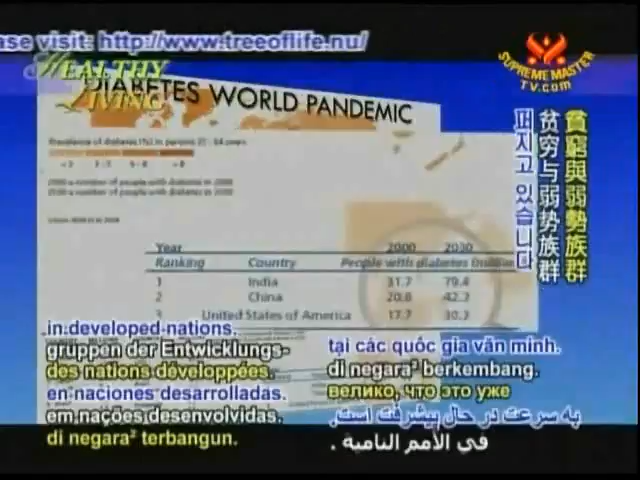 ase visit: http://www.treeoflife.nu/
HEALTHY
LIVING
DIABETES WORLD PANDEMIC
SUPREME MASTER
TV.com
Prevalence of diabetes (%) in persons
Year 2000 2030
Ranking Country People with diabetes
1 India 31.7 79.4
2 China 20.8 42.3
3 United States of America 17.7 30.3
貧窮與弱勢族群
贫穷与弱势族群
퍼지고 있습니다
in developed nations.
gruppen der Entwicklungs-
des nations développées.
en naciones desarrolladas.
em nações desenvolvidas.
di negara² terbangun.
tại các quốc gia văn minh.
di negara² berkembang.
велико, что это уже
به سرعت در حال پیشرفت است.
في الأمم النامية .